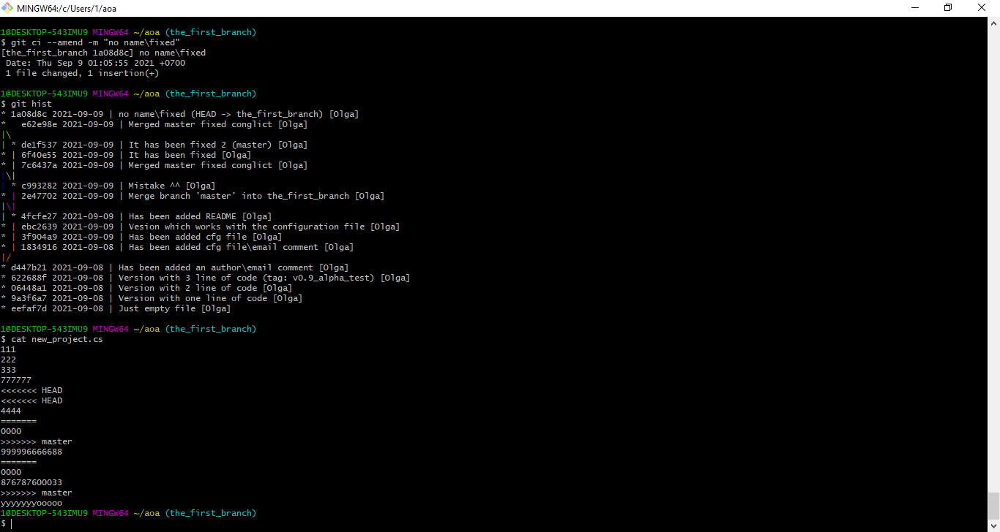 MINGW64:/c/Users/1/aoa
1@DESKTOP-543IMU9 MINGW64 ~/aoa (the_first_branch)
$ git ci --amend -m "no name\fixed"
[the_first_branch 1a08d8c] no name\fixed
 Date: Thu Sep 9 01:05:55 2021 +0700
 1 file changed, 1 insertion(+)
1@DESKTOP-543IMU9 MINGW64 ~/aoa (the_first_branch)
$ git hist
* 1a08d8c 2021-09-09 | no name\fixed (HEAD -> the_first_branch) [Olga]
*   e62e98e 2021-09-09 | Merged master fixed conglict [Olga]
|\
| * de1f537 2021-09-09 | It has been fixed 2 (master) [Olga]
* | 6f40e55 2021-09-09 | It has been fixed [Olga]
* | 7c6437a 2021-09-09 | Merged master fixed conglict [Olga]
|\|
| * c993282 2021-09-09 | Mistake ^^ [Olga]
* | 2e47702 2021-09-09 | Merge branch 'master' into the_first_branch [Olga]
|\|
| * 4fcfe27 2021-09-09 | Has been added README [Olga]
* | ebc2639 2021-09-09 | Vesion which works with the configuration file [Olga]
* | 3f904a9 2021-09-09 | Has been added cfg file [Olga]
* | 1834916 2021-09-08 | Has been added cfg file\email comment [Olga]
|/
* d447b21 2021-09-08 | Has been added an author\email comment [Olga]
* 622688f 2021-09-08 | Version with 3 line of code (tag: v0.9_alpha_test) [Olga]
* 06448a1 2021-09-08 | Version with 2 line of code [Olga]
* 9a3f6a7 2021-09-08 | Version with one line of code [Olga]
* eefaf7d 2021-09-08 | Just empty file [Olga]
1@DESKTOP-543IMU9 MINGW64 ~/aoa (the_first_branch)
$ cat new_project.cs
111
222
333
777777
<<<<<<< HEAD
<<<<<<< HEAD
4444
=======
0000
>>>>>>> master
999996666688
=======
0000
876787600033
>>>>>>> master
yyyyyyyooooo
1@DESKTOP-543IMU9 MINGW64 ~/aoa (the_first_branch)
$